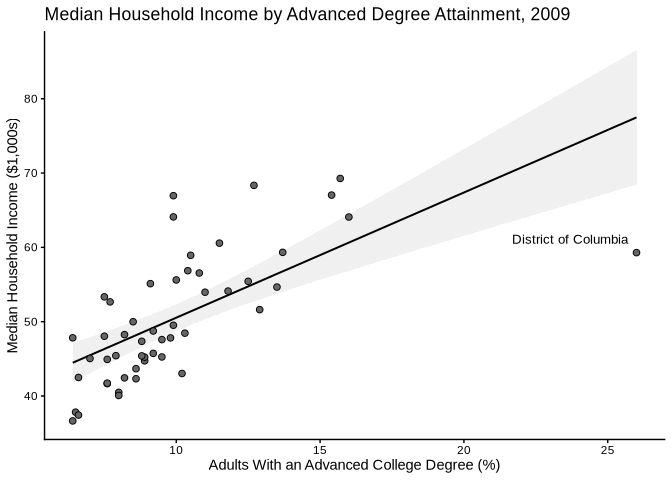 Median Household Income by Advanced Degree Attainment, 2009
Median Household Income ($1,000s)
80
70
60
50
40
District of Columbia
10
15
20
25
Adults With an Advanced College Degree (%)